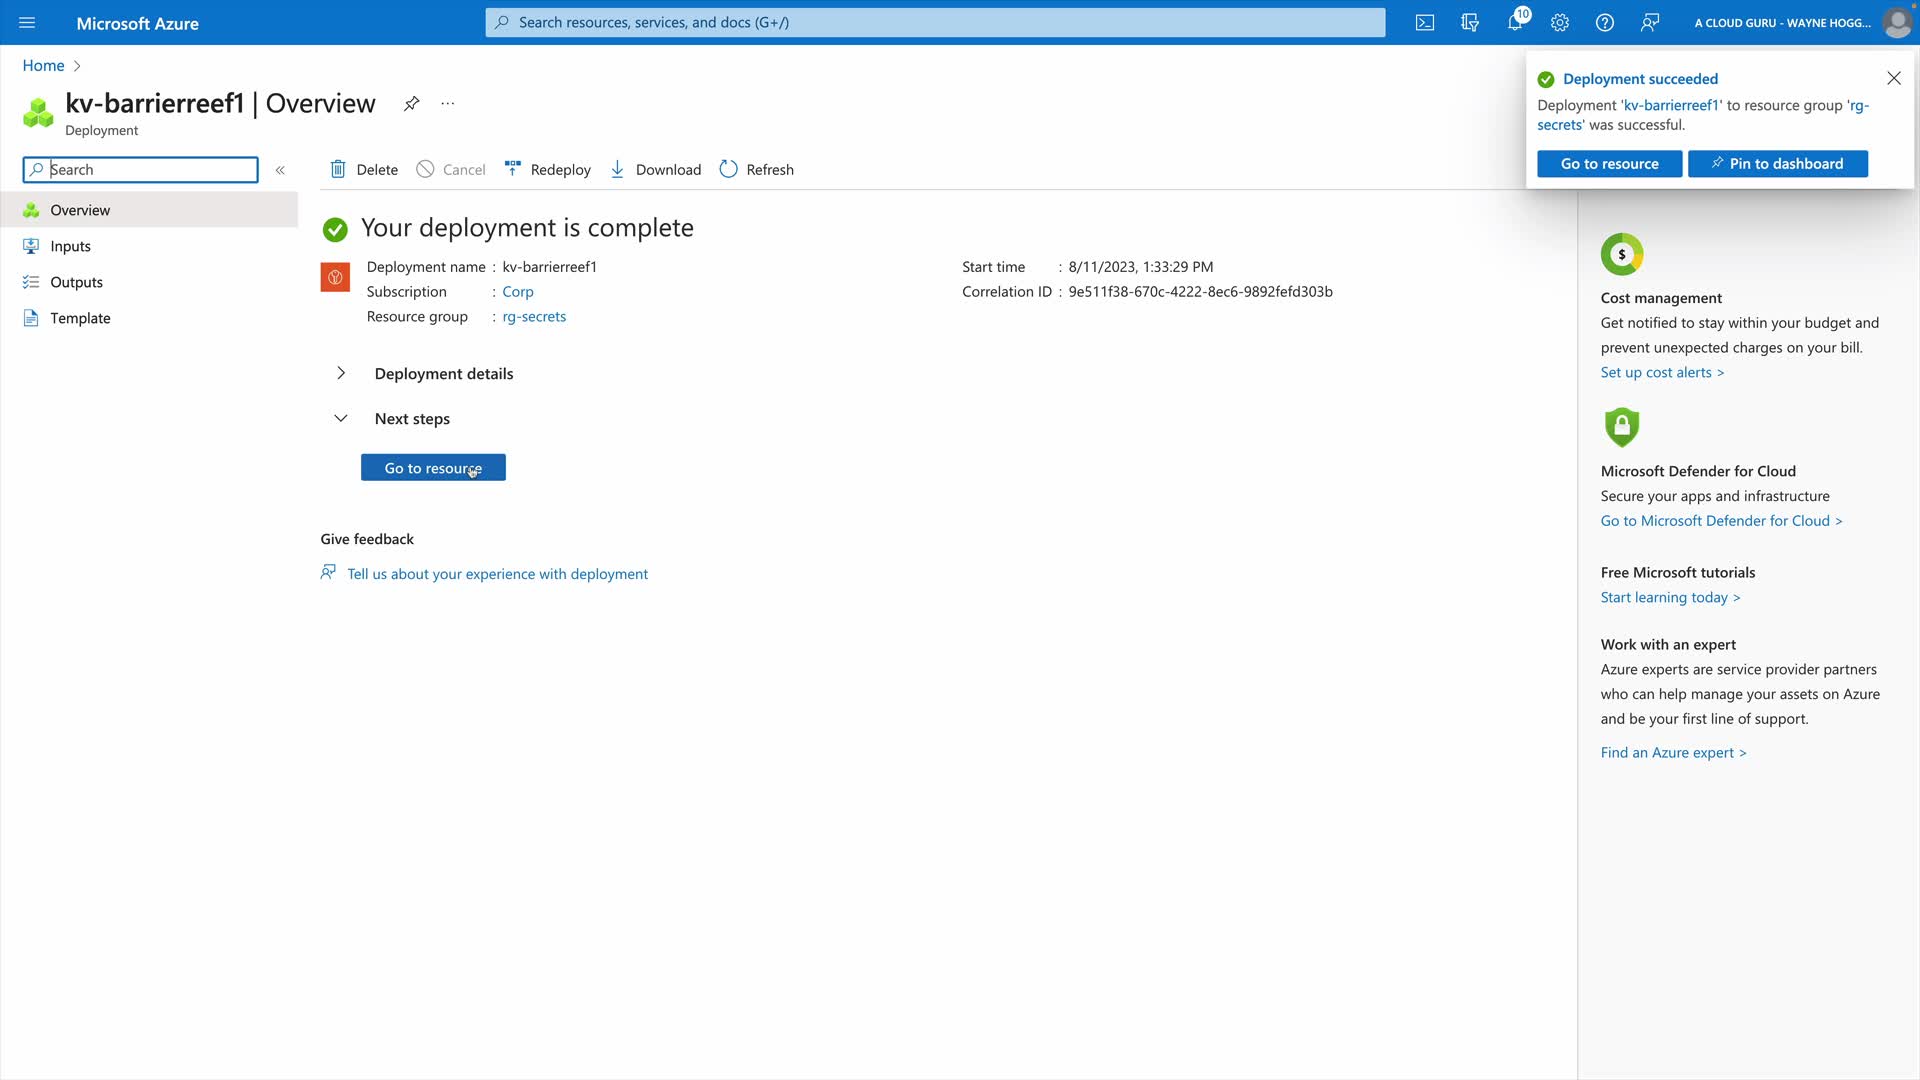 Microsoft Azure
Search resources, services, and docs (G+/)
10
A CLOUD GURU - WAYNE HOGG...
Home
kv-barrierreef1 | Overview
...
Deployment
Search
«
Overview
Inputs
Outputs
Template
Delete
Cancel
Redeploy
Download
Refresh
Your deployment is complete
Deployment name : kv-barrierreef1
Subscription : Corp
Resource group : rg-secrets
Start time : 8/11/2023, 1:33:29 PM
Correlation ID : 9e511f38-670c-4222-8ec6-9892fefd303b
Deployment details
Next steps
Go to resource
Give feedback
Tell us about your experience with deployment
Deployment succeeded
Deployment 'kv-barrierreef1' to resource group 'rg-
secrets' was successful.
Go to resource
Pin to dashboard
$
Cost management
Get notified to stay within your budget and
prevent unexpected charges on your bill.
Set up cost alerts >
Microsoft Defender for Cloud
Secure your apps and infrastructure
Go to Microsoft Defender for Cloud >
Free Microsoft tutorials
Start learning today >
Work with an expert
Azure experts are service provider partners
who can help manage your assets on Azure
and be your first line of support.
Find an Azure expert >